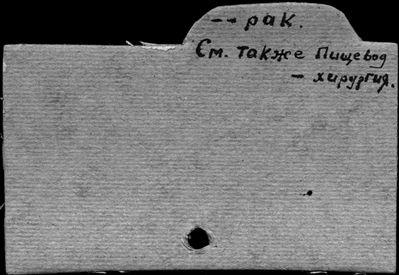 -- рак.
См. также Пищевод
- хирургия.